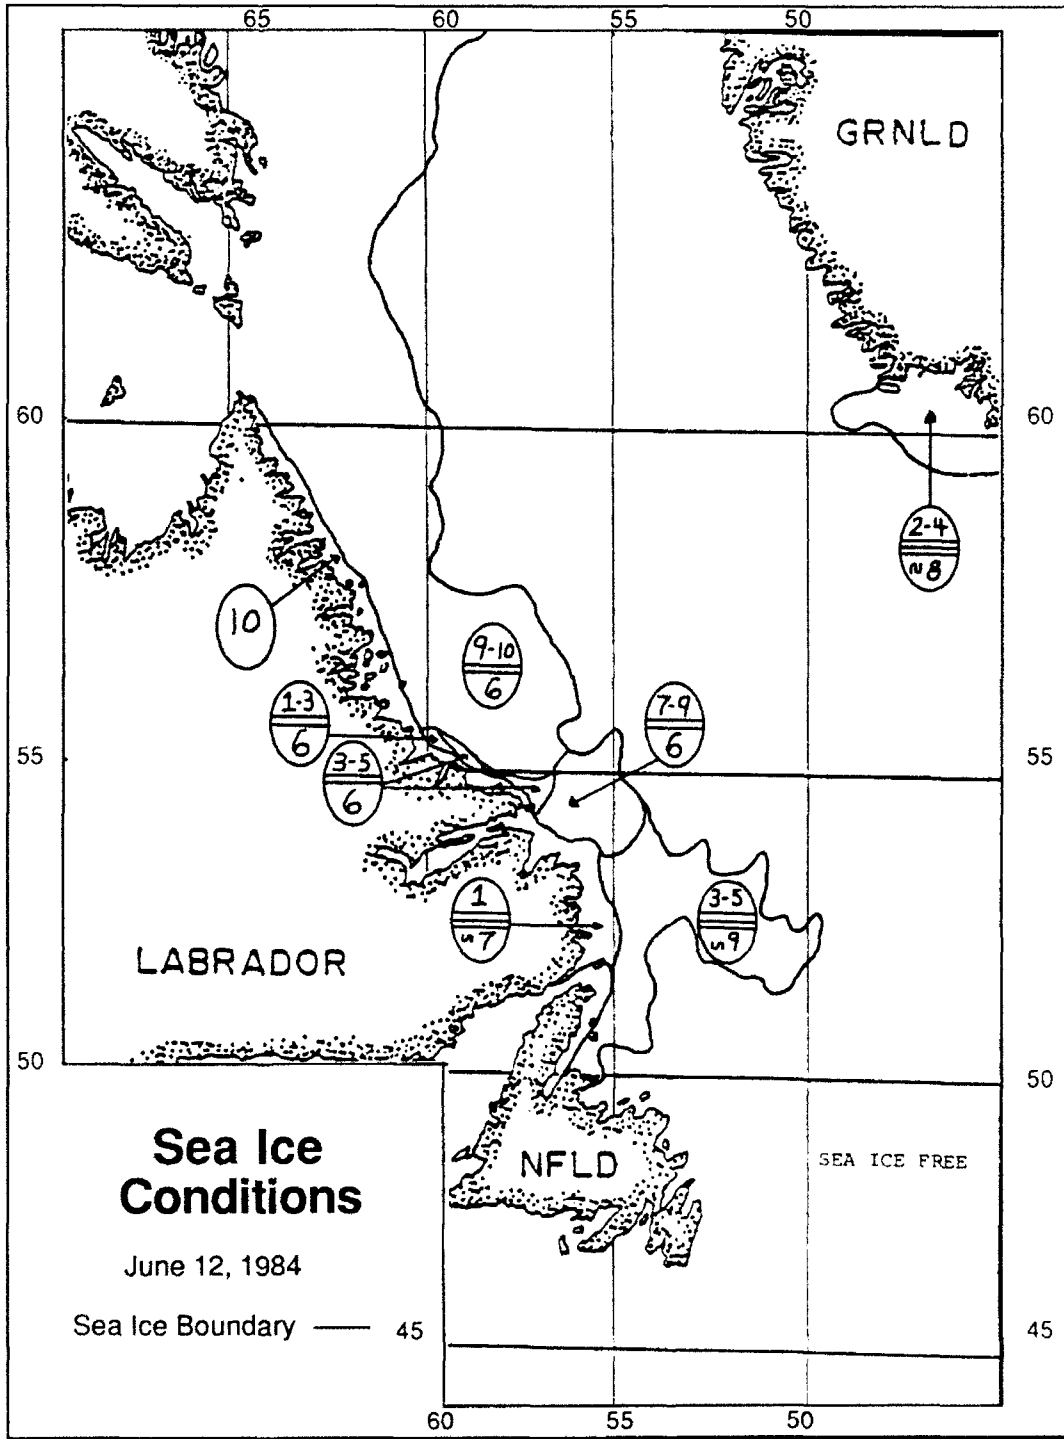 65 60 55 50
GRNLD
60 60
2-4
~8
10
9-10
6
1-3
6
7-9
6
55 55
3-5
6
1
~7
3-5
~9
LABRADOR
50 50
Sea Ice
Conditions
NFLD
SEA ICE FREE
June 12, 1984
Sea Ice Boundary
45 45
60 55 50